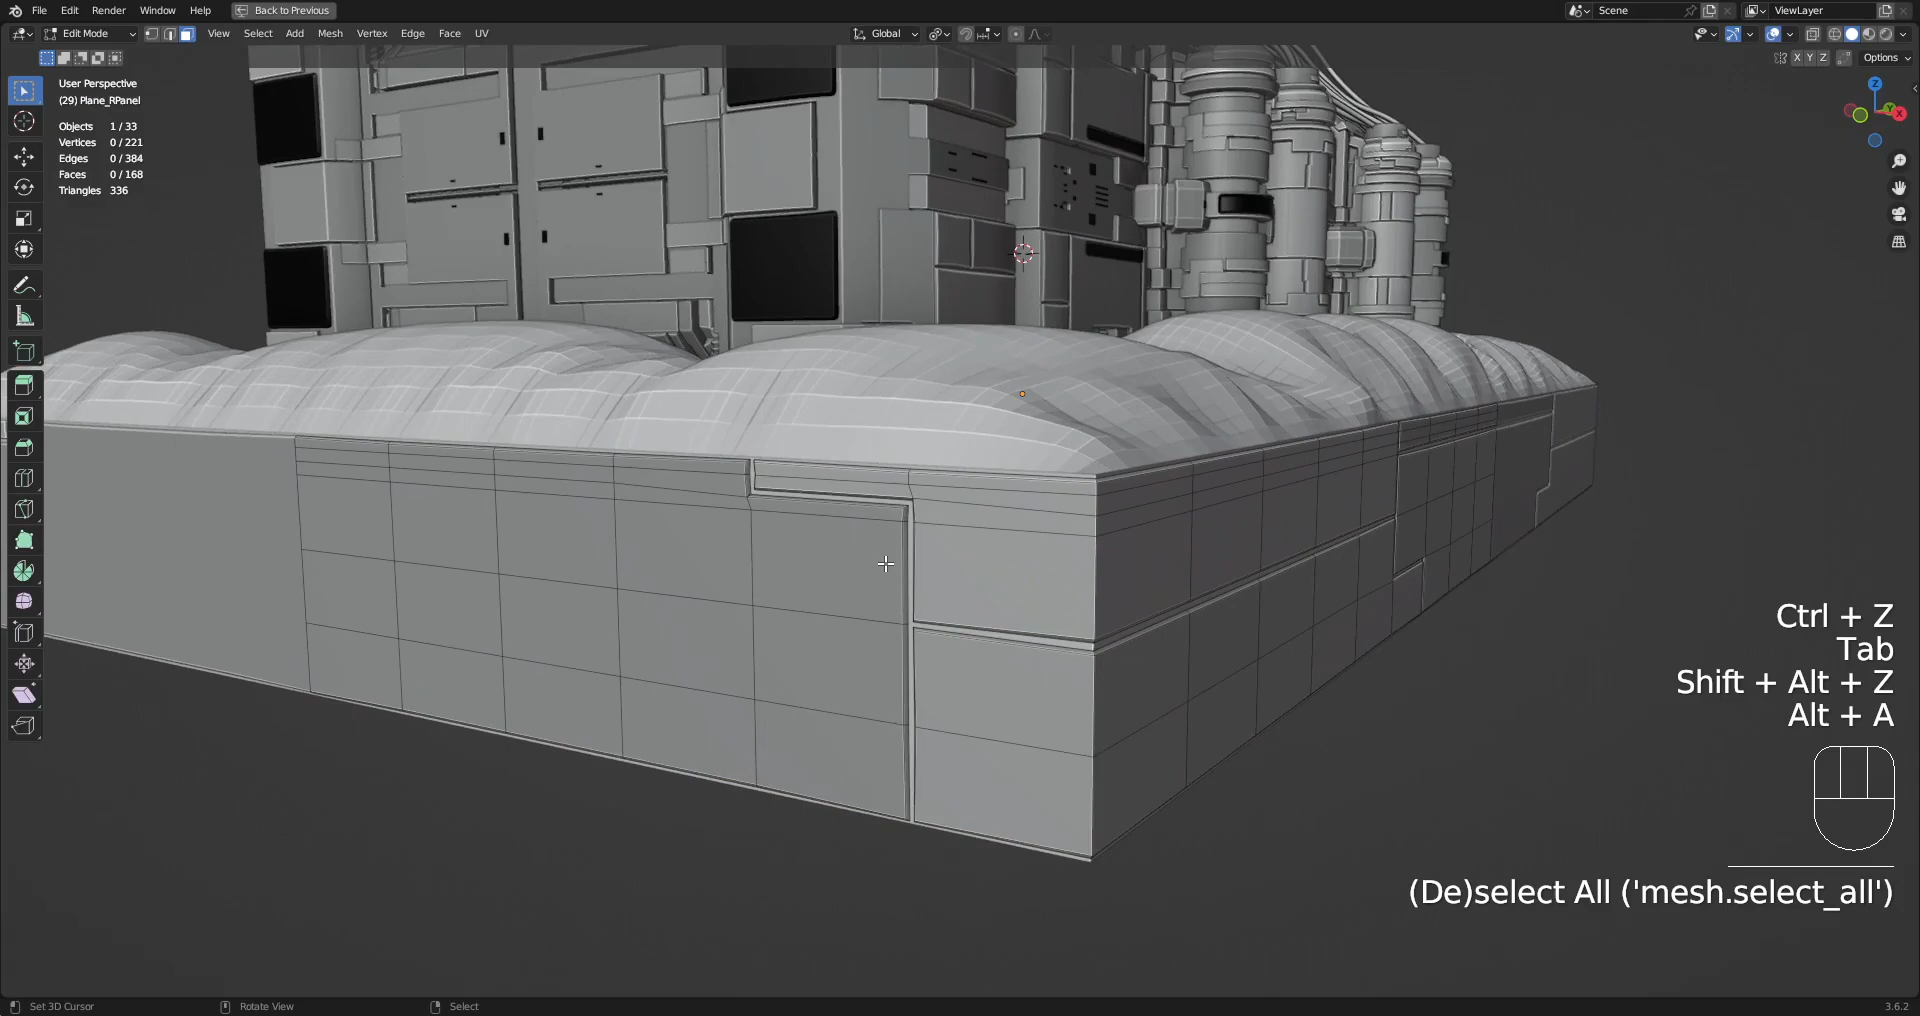 File Edit Render Window Help Back to Previous Scene ViewLayer
Edit Mode View Select Add Mesh Vertex Edge Face UV Global
X Y Z Options
User Perspective
(29) Plane_RPanel
Objects 1 / 33
Vertices 0 / 221
Edges 0 / 384
Faces 0 / 168
Triangles 336
Z
Y
X
Ctrl + Z
Tab
Shift + Alt + Z
Alt + A
(De)select All ('mesh.select_all')
Set 3D Cursor Rotate View Select 3.6.2